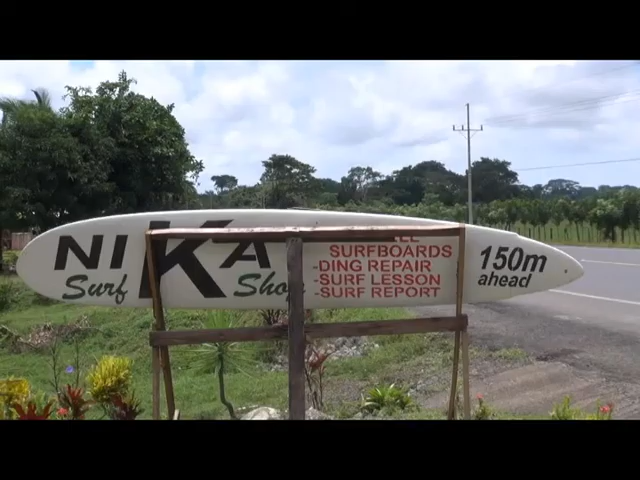 NIKA
Surf Shop
SURFBOARDS
-DING REPAIR
-SURF LESSON
-SURF REPORT
150m
ahead